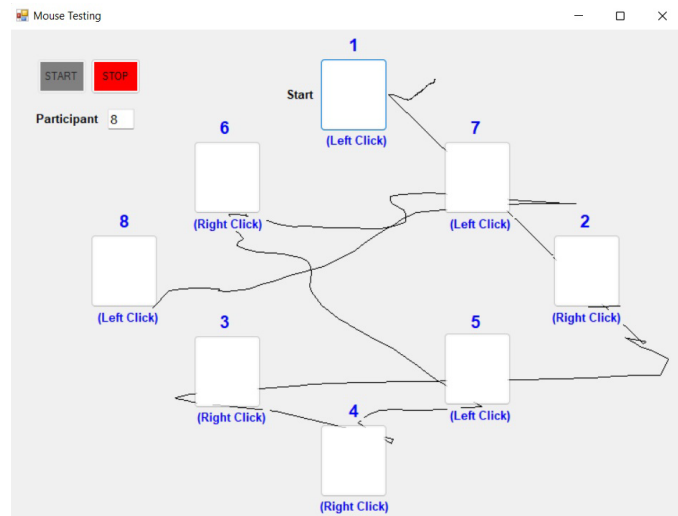 Mouse Testing
1
START STOP
Start
Participant 8
(Left Click)
6
7
(Right Click)
(Left Click)
8
2
(Left Click)
(Right Click)
3
5
(Right Click)
(Left Click)
4
(Right Click)